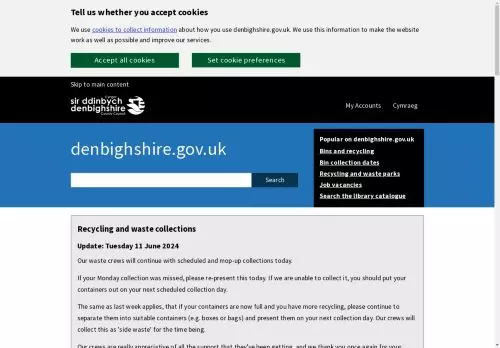 Tell us whether you accept cookies
We use cookies to collect information about how you use denbighshire.gov.uk. We use this information to make the website
work as well as possible and improve our services.
Accept all cookies
Set cookie preferences
Skip to main content
sir ddinbych
denbighshire
My Accounts
Cymraeg
denbighshire.gov.uk
Search
Popular on denbighshire.gov.uk
Bins and recycling
Bin collection dates
Recycling and waste parks
Job vacancies
Search the library catalogue
Recycling and waste collections
Update: Tuesday 11 June 2024
Our waste crews will continue with scheduled and mop-up collections today.
If your Monday collection was missed, please re-present this today. If we are unable to collect it, you should put your
containers out on your next scheduled collection day.
The same as last week applies, that if your containers are now full and you have more recycling, please continue to
separate them into suitable containers (e.g. boxes or bags) and present them on your next collection day. Our crews will
collect this as 'side waste' for the time being.
Our crews are really appreciative of all the support that they've been getting, and we thank you once again for your